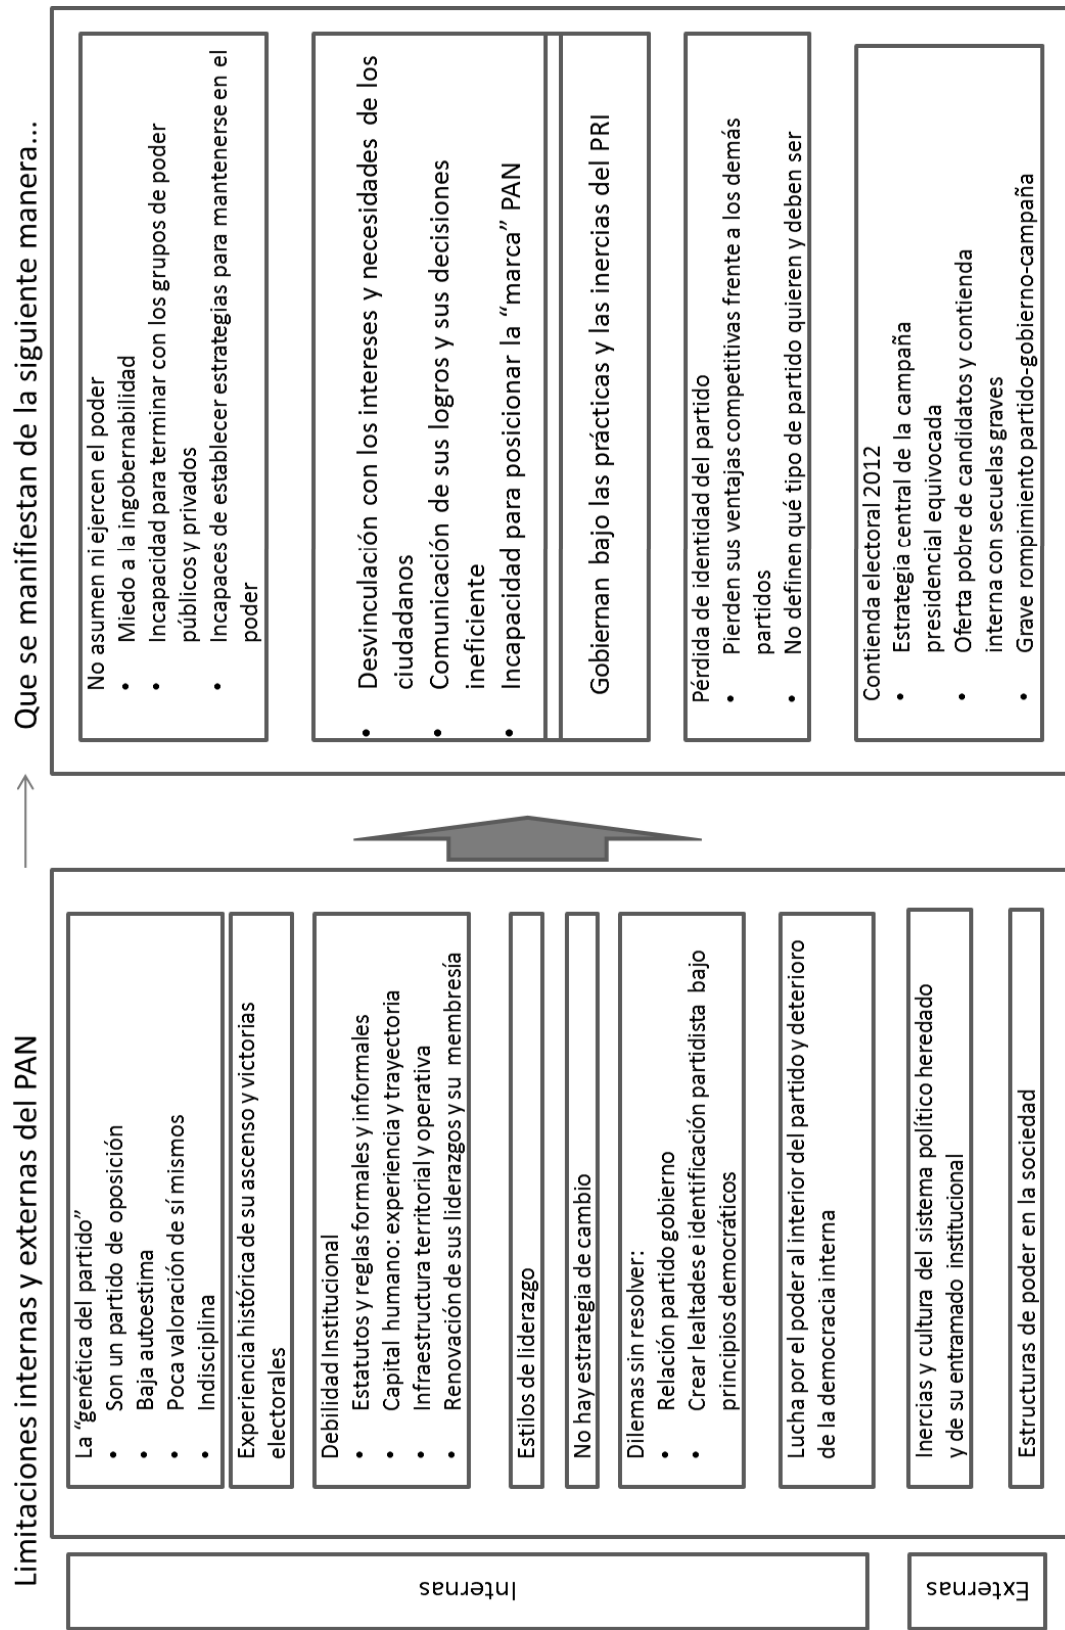 Limitaciones internas y externas del PAN
Que se manifiestan de la siguiente manera...
Internas
La “genética del partido”
• Son un partido de oposición
• Baja autoestima
• Poca valoración de sí mismos
• Indisciplina
Experiencia histórica de su ascenso y victorias
electorales
Debilidad Institucional
• Estatutos y reglas formales y informales
• Capital humano: experiencia y trayectoria
• Infraestructura territorial y operativa
• Renovación de sus liderazgos y su membresía
Estilos de liderazgo
No hay estrategia de cambio
Dilemas sin resolver:
• Relación partido gobierno
• Crear lealtades e identificación partidista bajo
principios democráticos
Lucha por el poder al interior del partido y deterioro
de la democracia interna
Externas
Inercias y cultura del sistema político heredado
y de su entramado institucional
Estructuras de poder en la sociedad
No asumen ni ejercen el poder
• Miedo a la ingobernabilidad
• Incapacidad para terminar con los grupos de poder
públicos y privados
• Incapaces de establecer estrategias para mantenerse en el
poder
• Desvinculación con los intereses y necesidades de los
ciudadanos
• Comunicación de sus logros y sus decisiones
ineficiente
• Incapacidad para posicionar la “marca” PAN
Gobiernan bajo las prácticas y las inercias del PRI
Pérdida de identidad del partido
• Pierden sus ventajas competitivas frente a los demás
partidos
• No definen qué tipo de partido quieren y deben ser
Contienda electoral 2012
• Estrategia central de la campaña
presidencial equivocada
• Oferta pobre de candidatos y contienda
interna con secuelas graves
• Grave rompimiento partido-gobierno-campaña